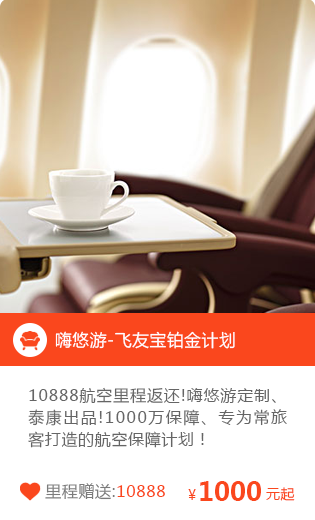 嗨悠游-飞友宝铂金计划
10888航空里程返还!嗨悠游定制、
泰康出品!1000万保障、专为常旅
客打造的航空保障计划！
里程赠送:10888 ¥1000元起